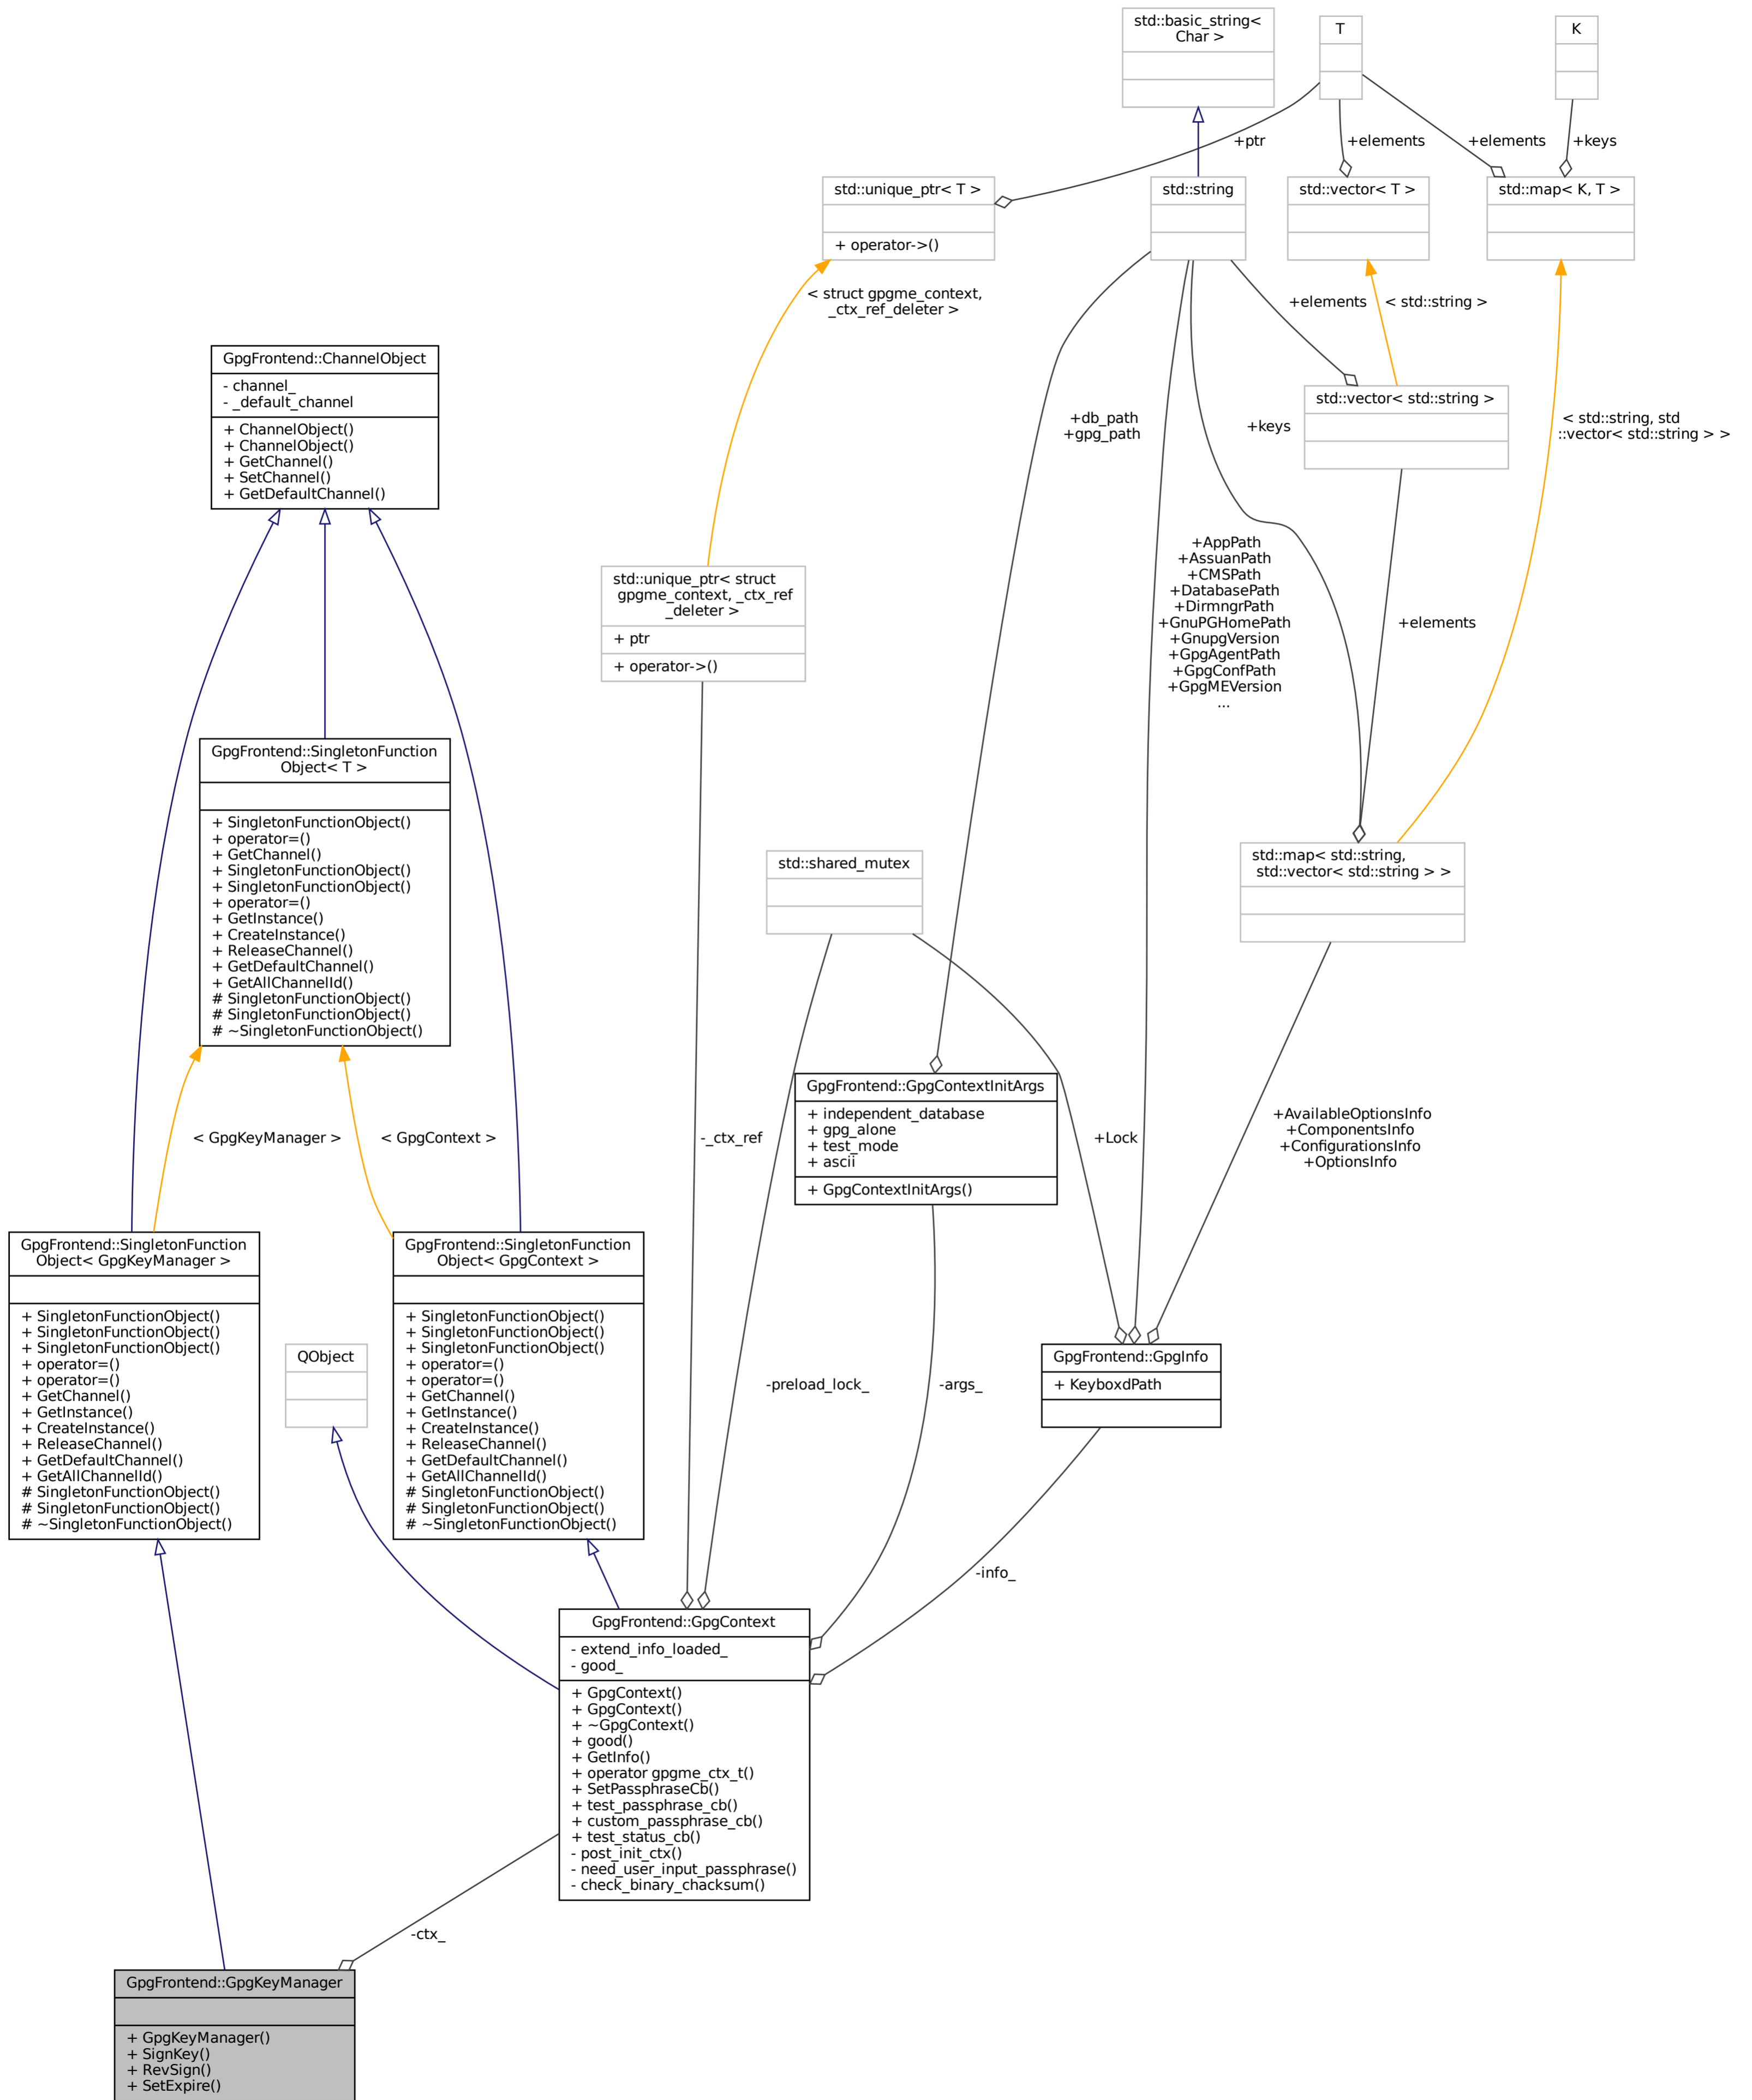 std::basic_string<
Char >
T
K
+ptr
+elements
+elements
+keys
std::unique_ptr< T >
+ operator->()
std::string
std::vector< T >
std::map< K, T >
< struct gpgme_context,
_ctx_ref_deleter >
+elements
< std::string >
GpgFrontend::ChannelObject
- channel_
- _default_channel
+ ChannelObject()
+ ChannelObject()
+ GetChannel()
+ SetChannel()
+ GetDefaultChannel()
+db_path
+gpg_path
+keys
std::vector< std::string >
< std::string, std
::vector< std::string > >
std::unique_ptr< struct
gpgme_context, _ctx_ref
_deleter >
+ ptr
+ operator->()
+AppPath
+AssuanPath
+CMSPath
+DatabasePath
+DirmngrPath
+GnuPGHomePath
+GnupgVersion
+GpgAgentPath
+GpgConfPath
+GpgMEVersion
...
+elements
GpgFrontend::SingletonFunction
Object< T >
+ SingletonFunctionObject()
+ operator=()
+ GetChannel()
+ SingletonFunctionObject()
+ SingletonFunctionObject()
+ operator=()
+ GetInstance()
+ CreateInstance()
+ ReleaseChannel()
+ GetDefaultChannel()
+ GetAllChannelId()
# SingletonFunctionObject()
# SingletonFunctionObject()
# ~SingletonFunctionObject()
std::shared_mutex
std::map< std::string,
std::vector< std::string > >
< GpgKeyManager >
< GpgContext >
-_ctx_ref
GpgFrontend::GpgContextInitArgs
+ independent_database
+ gpg_alone
+ test_mode
+ ascii
+ GpgContextInitArgs()
+Lock
+AvailableOptionsInfo
+ComponentsInfo
+ConfigurationsInfo
+OptionsInfo
GpgFrontend::SingletonFunction
Object< GpgKeyManager >
+ SingletonFunctionObject()
+ SingletonFunctionObject()
+ SingletonFunctionObject()
+ operator=()
+ operator=()
+ GetChannel()
+ GetInstance()
+ CreateInstance()
+ ReleaseChannel()
+ GetDefaultChannel()
+ GetAllChannelId()
# SingletonFunctionObject()
# SingletonFunctionObject()
# ~SingletonFunctionObject()
QObject
GpgFrontend::SingletonFunction
Object< GpgContext >
+ SingletonFunctionObject()
+ SingletonFunctionObject()
+ SingletonFunctionObject()
+ operator=()
+ operator=()
+ GetChannel()
+ GetInstance()
+ CreateInstance()
+ ReleaseChannel()
+ GetDefaultChannel()
+ GetAllChannelId()
# SingletonFunctionObject()
# SingletonFunctionObject()
# ~SingletonFunctionObject()
-preload_lock_
-args_
GpgFrontend::GpgInfo
+ KeyboxdPath
-info_
GpgFrontend::GpgContext
- extend_info_loaded_
- good_
+ GpgContext()
+ GpgContext()
+ ~GpgContext()
+ good()
+ GetInfo()
+ operator gpgme_ctx_t()
+ SetPassphraseCb()
+ test_passphrase_cb()
+ custom_passphrase_cb()
+ test_status_cb()
- post_init_ctx()
- need_user_input_passphrase()
- check_binary_chacksum()
-ctx_
GpgFrontend::GpgKeyManager
+ GpgKeyManager()
+ SignKey()
+ RevSign()
+ SetExpire()